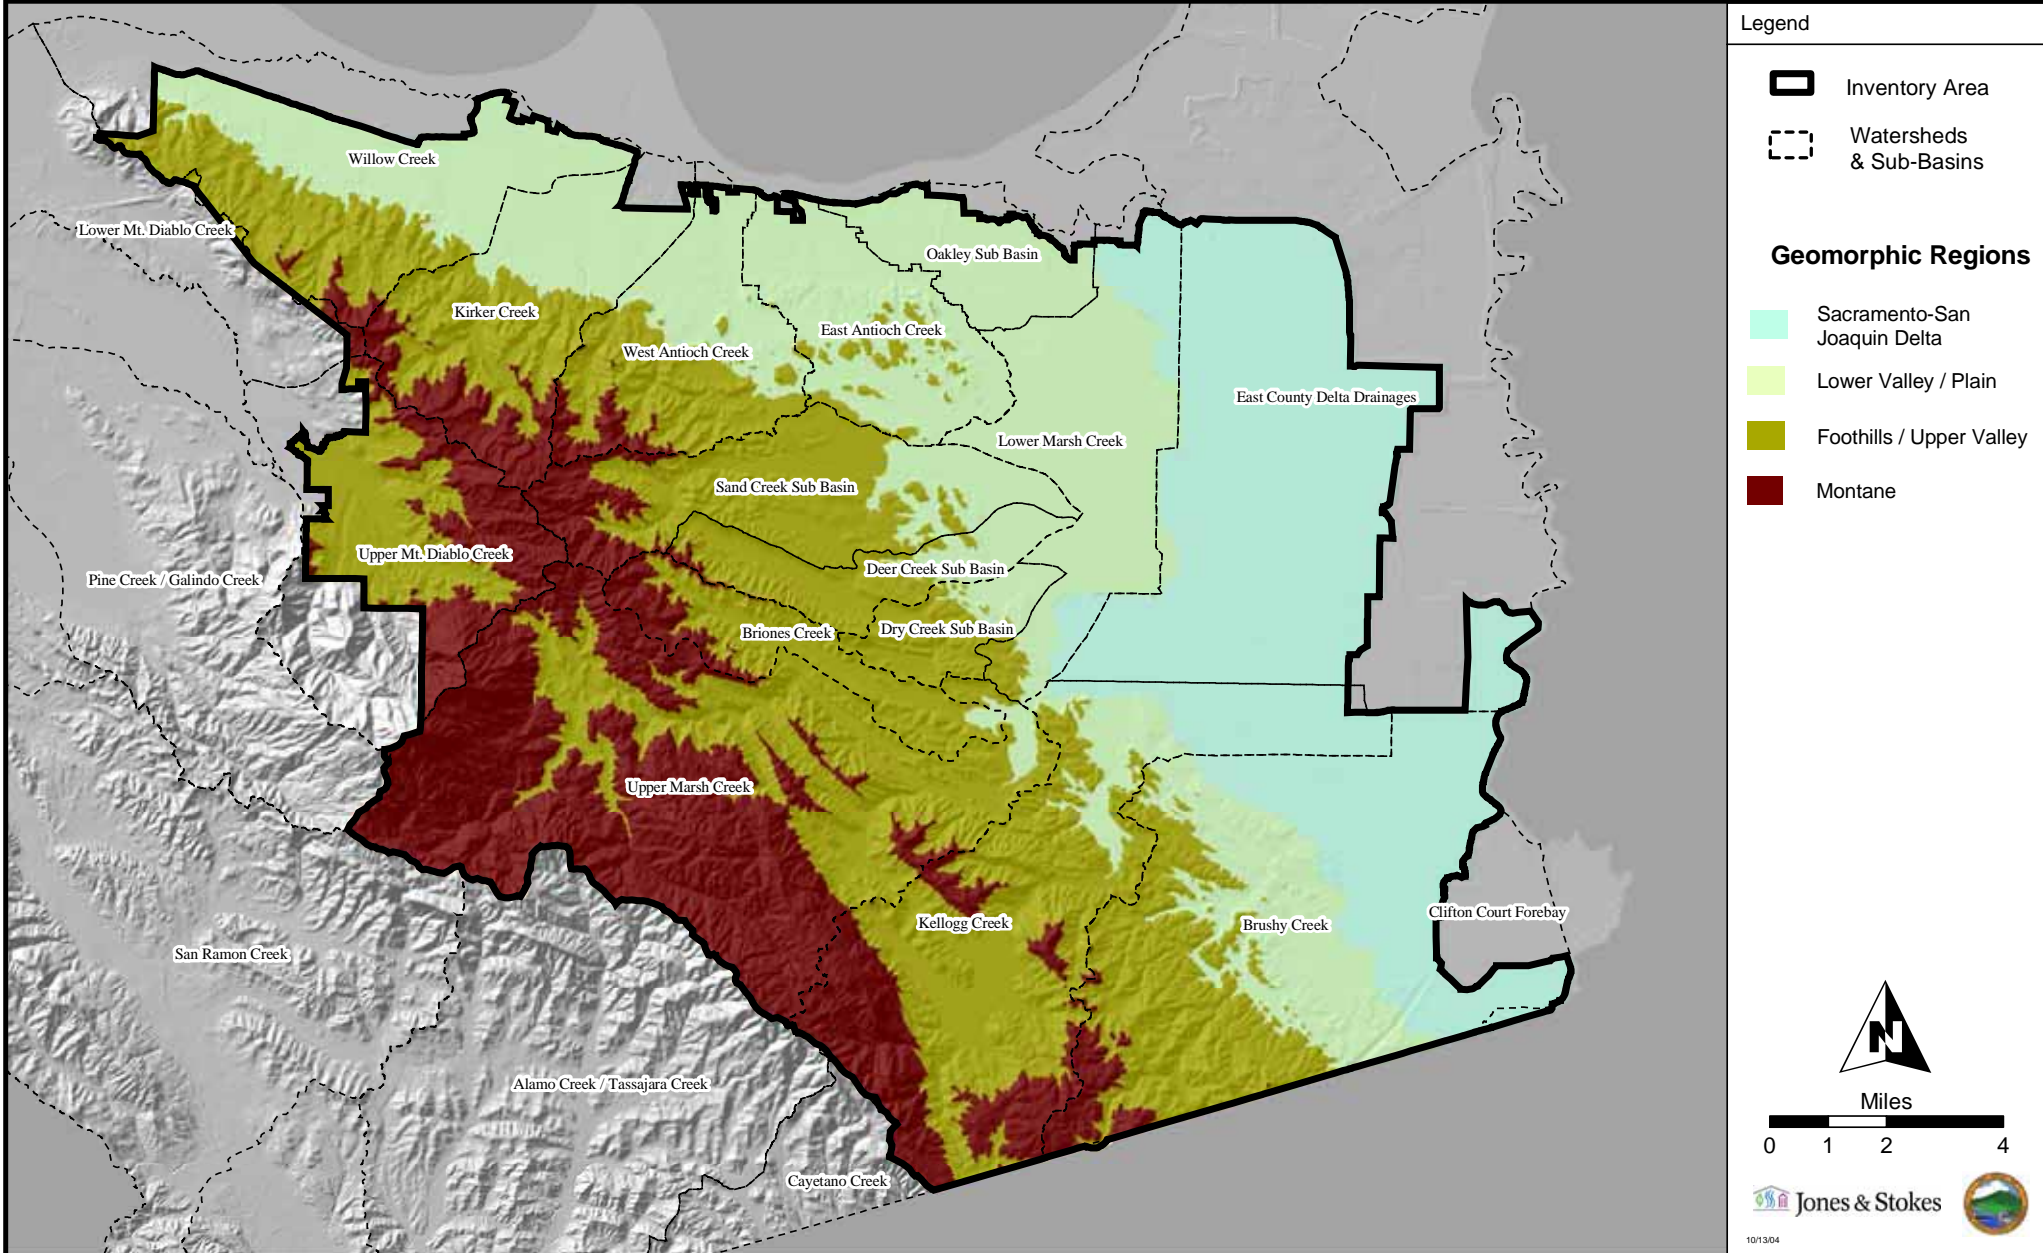 Willow Creek
Lower Mt. Diablo Creek
Oakley Sub Basin
Kirker Creek
East Antioch Creek
West Antioch Creek
East County Delta Drainages
Lower Marsh Creek
Sand Creek Sub Basin
Upper Mt. Diablo Creek
Deer Creek Sub Basin
Pine Creek / Galindo Creek
Briones Creek
Dry Creek Sub Basin
Upper Marsh Creek
Kellogg Creek
Brushy Creek
Clifton Court Forebay
San Ramon Creek
Alamo Creek / Tassajara Creek
Cayetano Creek
Legend
Inventory Area
Watersheds
& Sub-Basins
Geomorphic Regions
Sacramento-San
Joaquin Delta
Lower Valley / Plain
Foothills / Upper Valley
Montane
N
Miles
0 1 2 4
Jones & Stokes
10/13/04